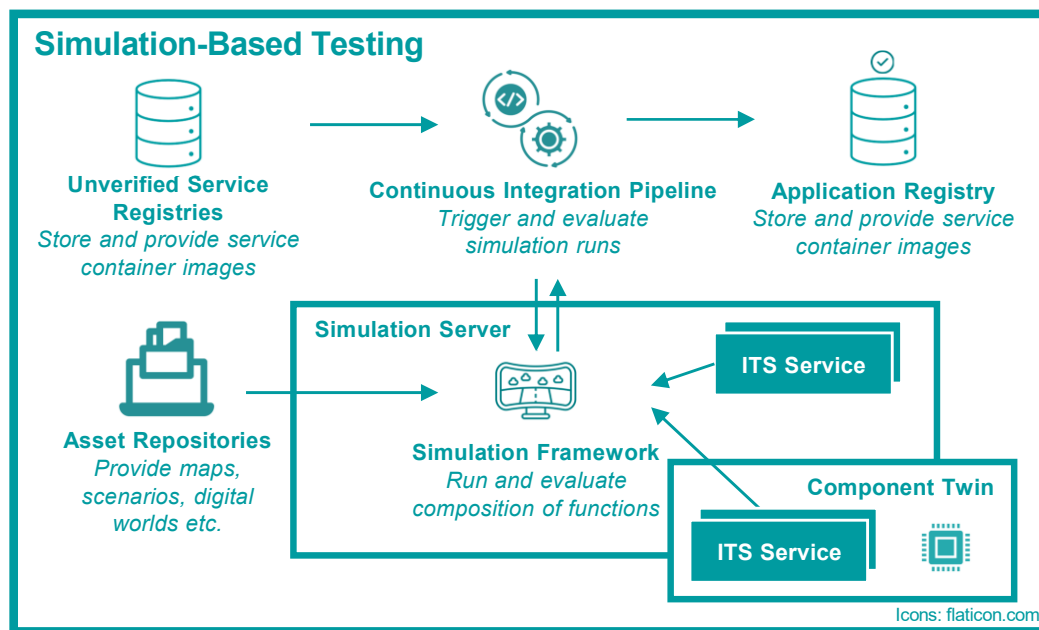 Simulation-Based Testing
Unverified Service
Registries
Store and provide service
container images
Continuous Integration Pipeline
Trigger and evaluate
simulation runs
Application Registry
Store and provide service
container images
Simulation Server
ITS Service
Asset Repositories
Provide maps,
scenarios, digital
worlds etc.
Simulation Framework
Run and evaluate
composition of functions
Component Twin
ITS Service
Icons: flaticon.com